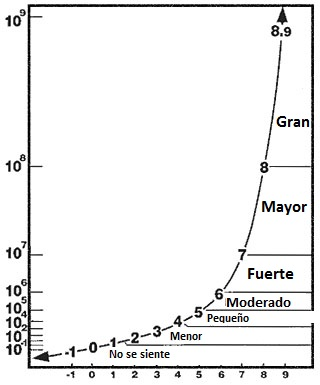 10⁹
8.9
Gran
10⁸
8
Mayor
10⁷
7
Fuerte
10⁶
6
Moderado
10⁴
5
Pequeño
10²
4
3
Menor
10¹
2
1
0
-1
No se siente
-1 0 1 2 3 4 5 6 7 8 9